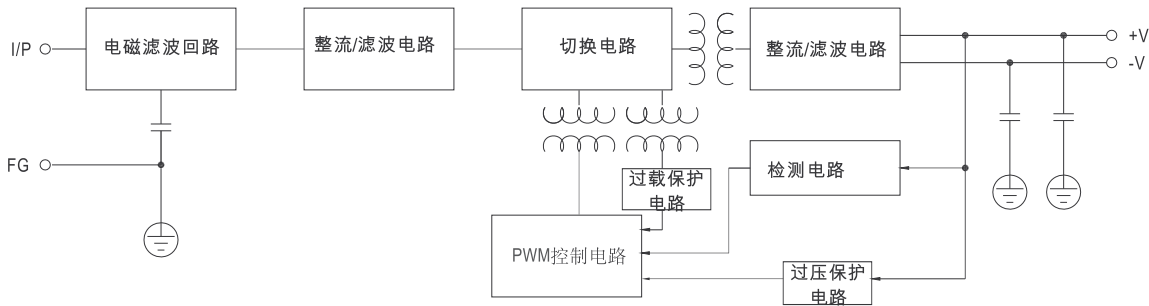 I/P
电磁滤波回路
整流/滤波电路
切换电路
整流/滤波电路
+V
-V
FG
过载保护
电路
检测电路
PWM控制电路
过压保护
电路